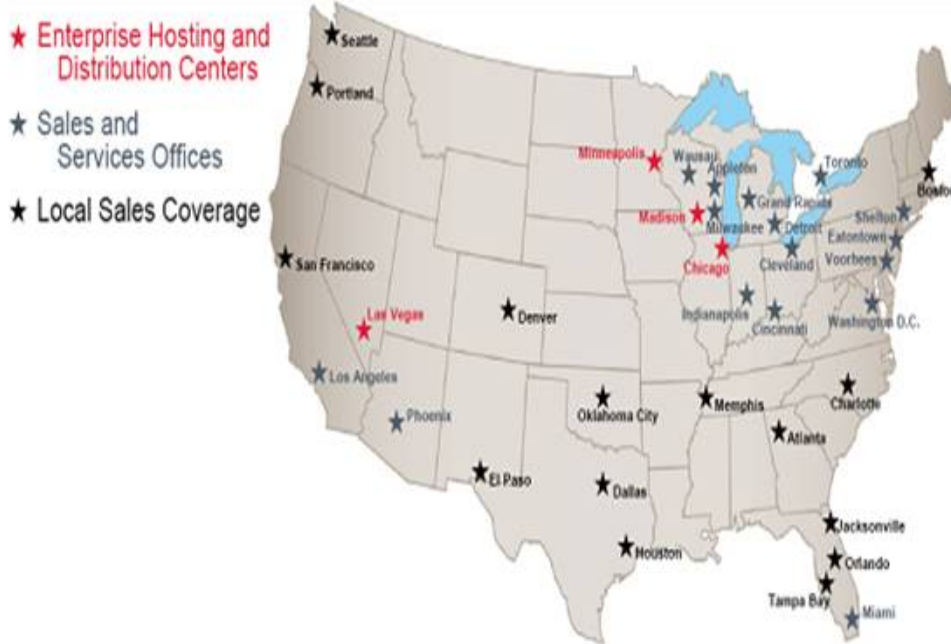 Enterprise Hosting and
Distribution Centers
Sales and
Services Offices
Local Sales Coverage
Seattle
Portland
Minneapolis
Wausau
Appleton
Toronto
Boston
Grand Rapids
Madison
Milwaukee
Detroit
Shelton
Eatontown
Chicago
Cleveland
Voorhees
San Francisco
Las Vegas
Denver
Indianapolis
Cincinnati
Washington D.C.
Los Angeles
Phoenix
Oklahoma City
Memphis
Charlotte
Atlanta
El Paso
Dallas
Houston
Jacksonville
Orlando
Tampa Bay
Miami